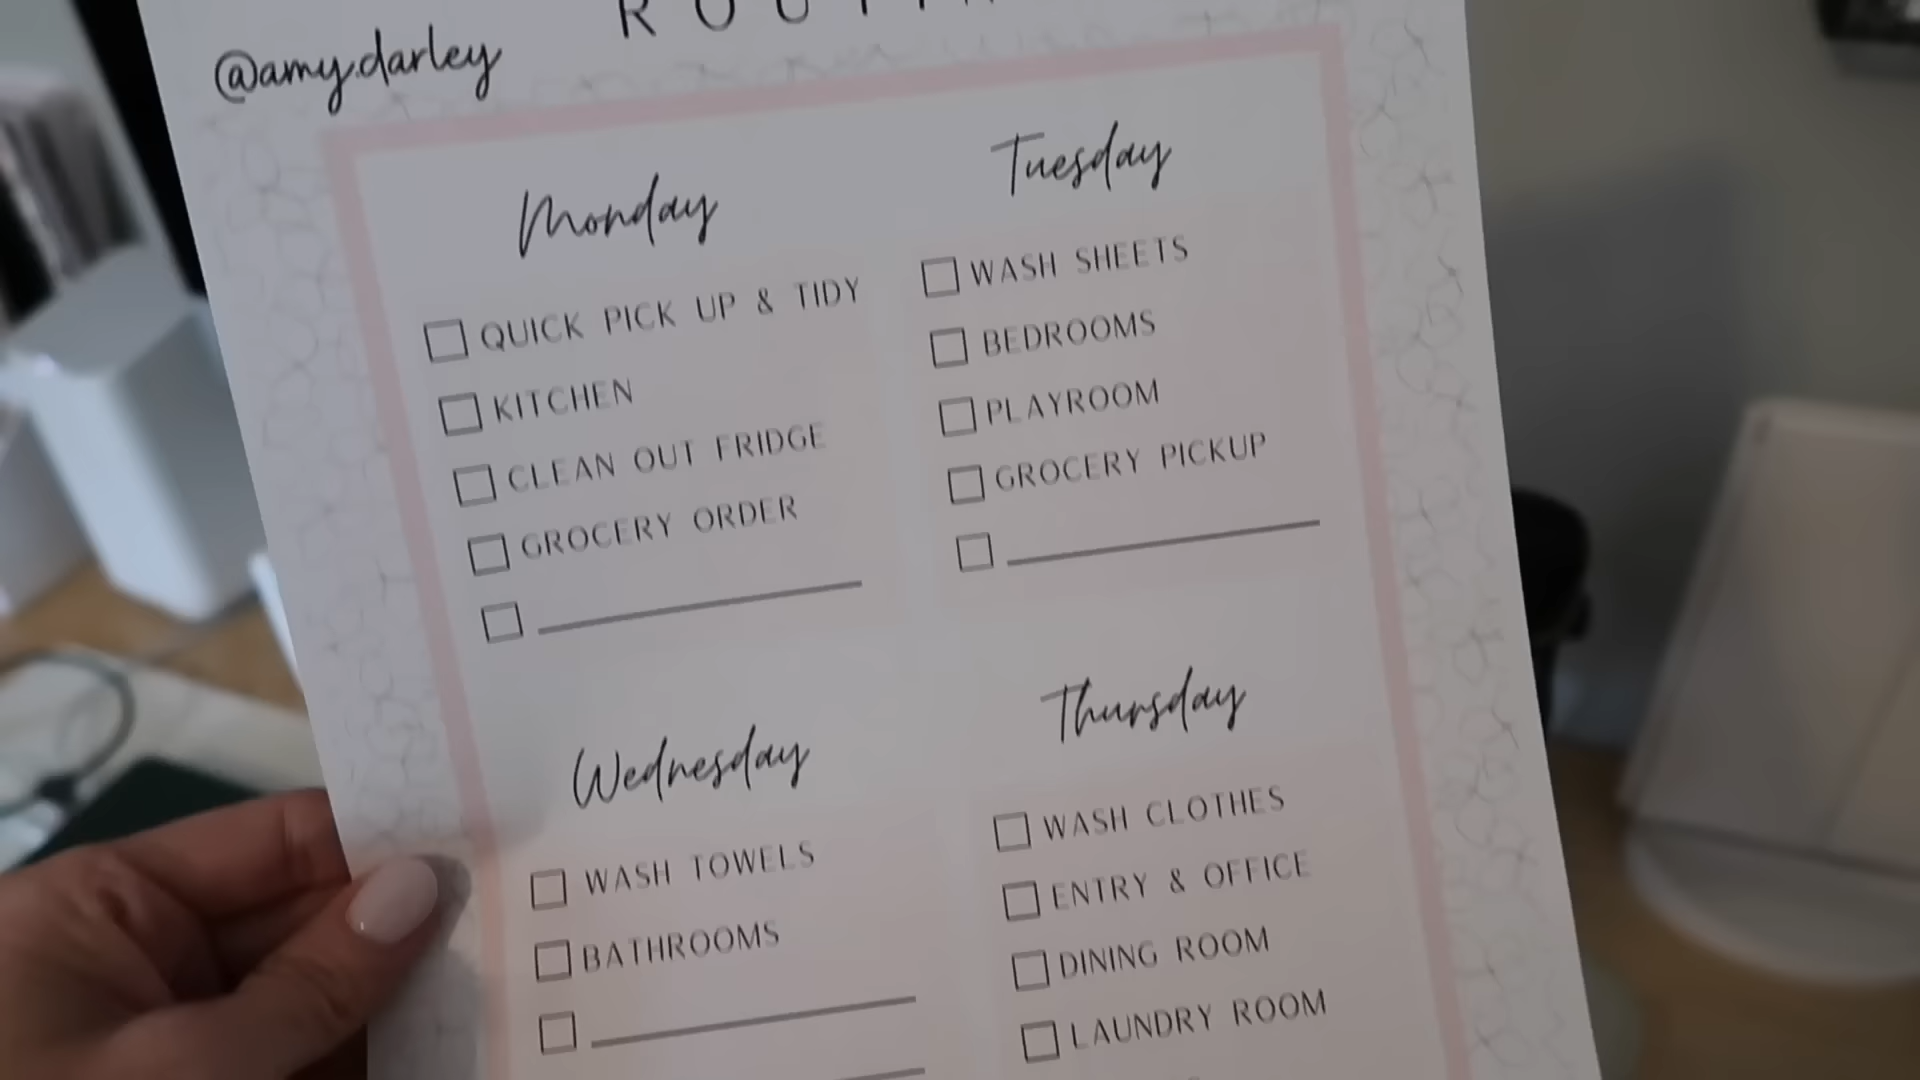 @amy.darley
Monday
QUICK PICK UP & TIDY
KITCHEN
CLEAN OUT FRIDGE
GROCERY ORDER
Tuesday
WASH SHEETS
BEDROOMS
PLAYROOM
GROCERY PICKUP
Wednesday
WASH TOWELS
BATHROOMS
Thursday
WASH CLOTHES
ENTRY & OFFICE
DINING ROOM
LAUNDRY ROOM